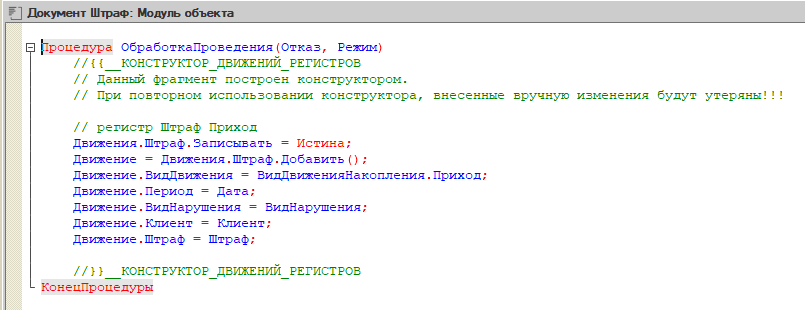 Документ Штраф: Модуль объекта
Процедура ОбработкаПроведения(Отказ, Режим)
//{{__КОНСТРУКТОР_ДВИЖЕНИЙ_РЕГИСТРОВ
// Данный фрагмент построен конструктором.
// При повторном использовании конструктора, внесенные вручную изменения будут утеряны!!!
// регистр Штраф Приход
Движения.Штраф.Записывать = Истина;
Движение = Движения.Штраф.Добавить();
Движение.ВидДвижения = ВидДвиженияНакопления.Приход;
Движение.Период = Дата;
Движение.ВидНарушения = ВидНарушения;
Движение.Клиент = Клиент;
Движение.Штраф = Штраф;
//}}__КОНСТРУКТОР_ДВИЖЕНИЙ_РЕГИСТРОВ
КонецПроцедуры